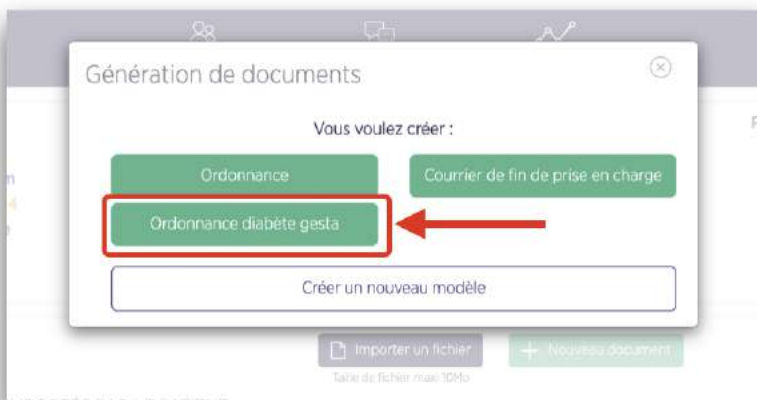 Génération de documents
Vous voulez créer :
Ordonnance
Courrier de fin de prise en charge
Ordonnance diabète gesta
Créer un nouveau modèle
Importer un fichier
+ Nouveau document
Taille de fichier maxi 10Mo